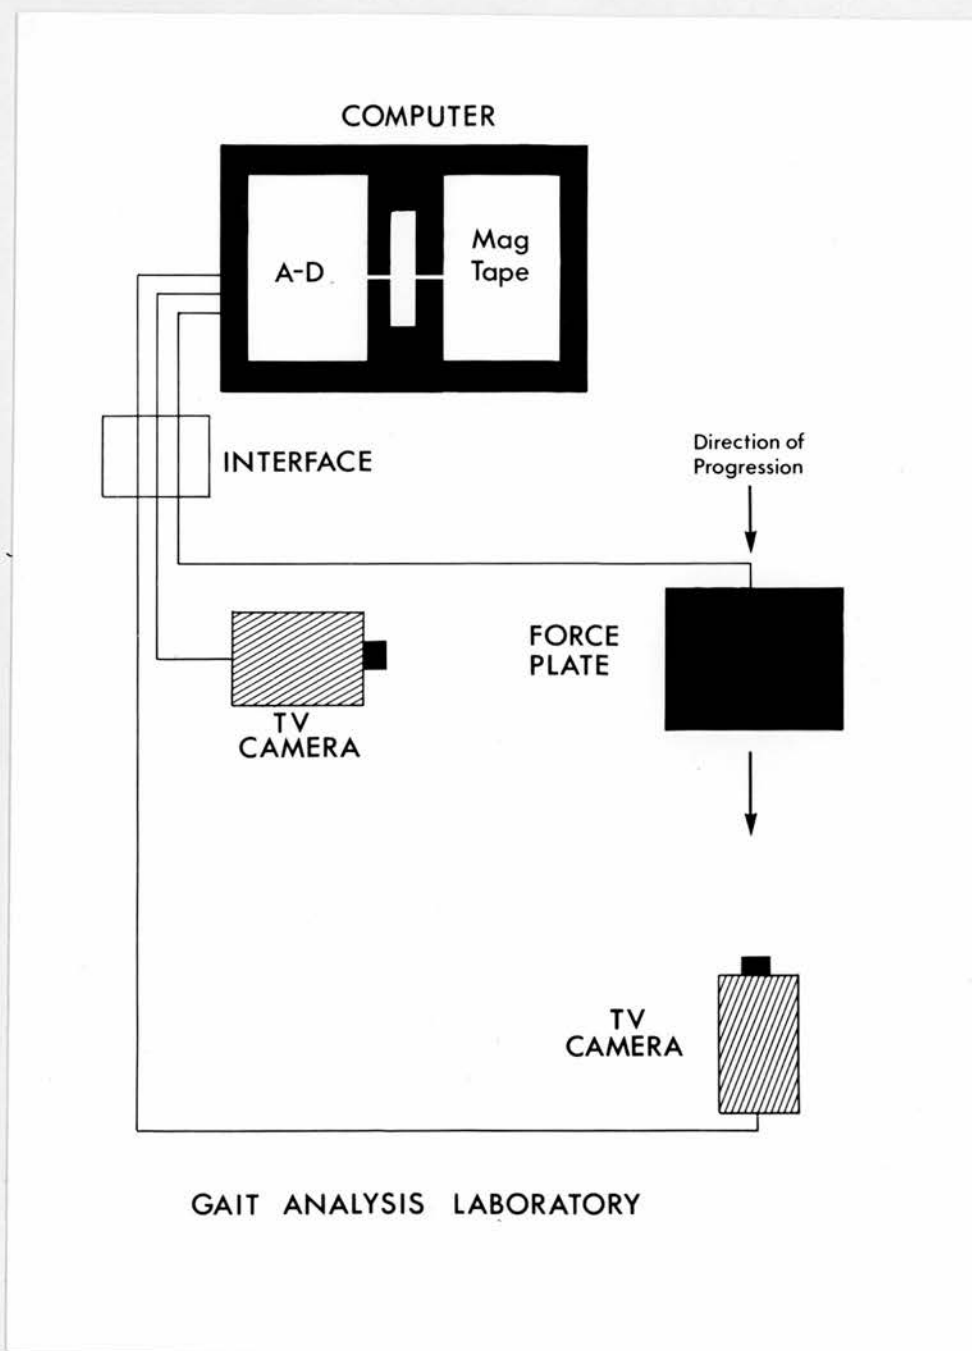 COMPUTER
A-D
Mag
Tape
INTERFACE
Direction of
Progression
FORCE
PLATE
TV
CAMERA
TV
CAMERA
GAIT ANALYSIS LABORATORY